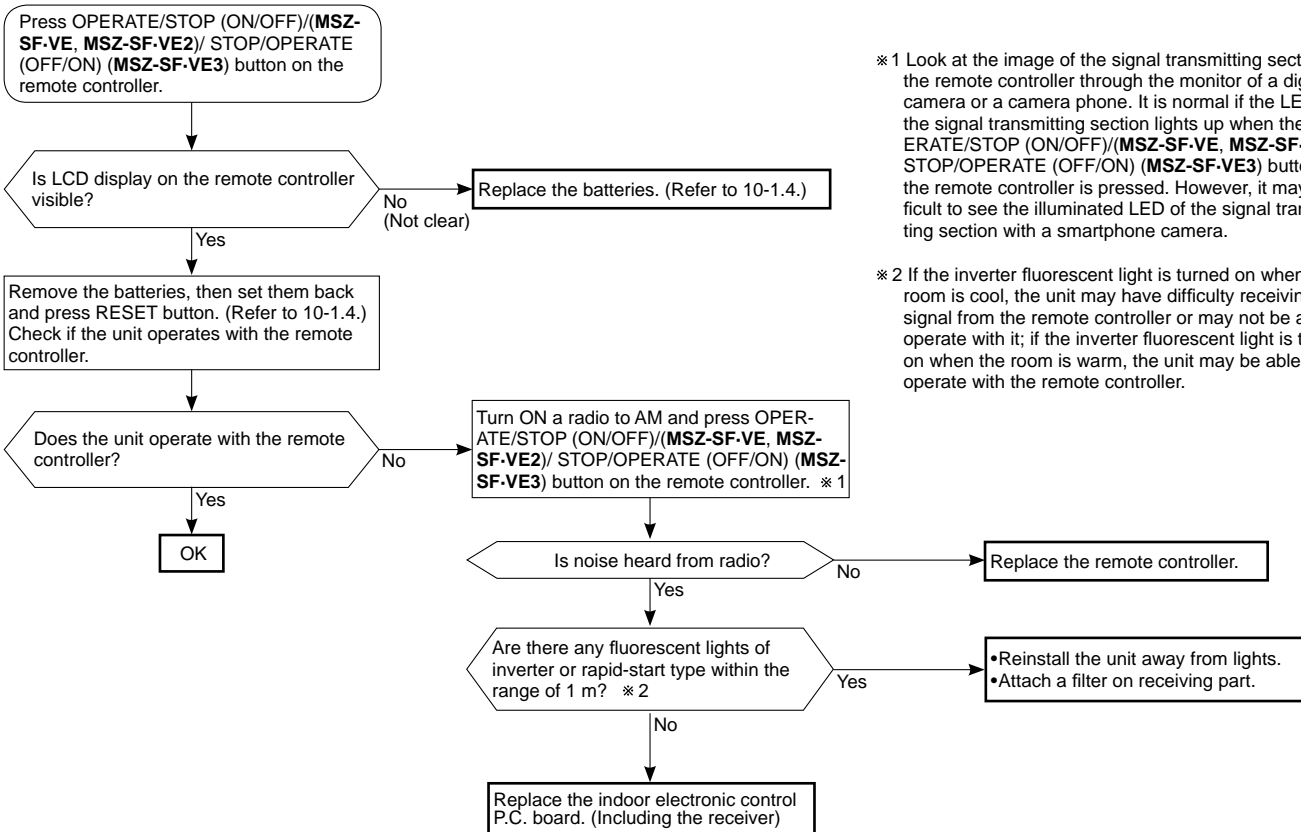 Press OPERATE/STOP (ON/OFF)/(MSZ-
SF·VE, MSZ-SF·VE2)/ STOP/OPERATE
(OFF/ON) (MSZ-SF·VE3) button on the
remote controller.
Is LCD display on the remote controller
visible?
No
(Not clear)
Replace the batteries. (Refer to 10-1.4.)
Yes
Remove the batteries, then set them back
and press RESET button. (Refer to 10-1.4.)
Check if the unit operates with the remote
controller.
Does the unit operate with the remote
controller?
No
Yes
OK
Turn ON a radio to AM and press OPER-
ATE/STOP (ON/OFF)/(MSZ-SF·VE, MSZ-
SF·VE2)/ STOP/OPERATE (OFF/ON) (MSZ-
SF·VE3) button on the remote controller. ※1
Is noise heard from radio?
No
Replace the remote controller.
Yes
Are there any fluorescent lights of
inverter or rapid-start type within the
range of 1 m? ※2
Yes
•Reinstall the unit away from lights.
•Attach a filter on receiving part.
No
Replace the indoor electronic control
P.C. board. (Including the receiver)
※1 Look at the image of the signal transmitting sect
the remote controller through the monitor of a dig
camera or a camera phone. It is normal if the LE
the signal transmitting section lights up when the
ERATE/STOP (ON/OFF)/(MSZ-SF·VE, MSZ-SF·
STOP/OPERATE (OFF/ON) (MSZ-SF·VE3) butt
the remote controller is pressed. However, it may
ficult to see the illuminated LED of the signal tran
ting section with a smartphone camera.
※2 If the inverter fluorescent light is turned on when
room is cool, the unit may have difficulty receivin
signal from the remote controller or may not be a
operate with it; if the inverter fluorescent light is t
on when the room is warm, the unit may be able
operate with the remote controller.